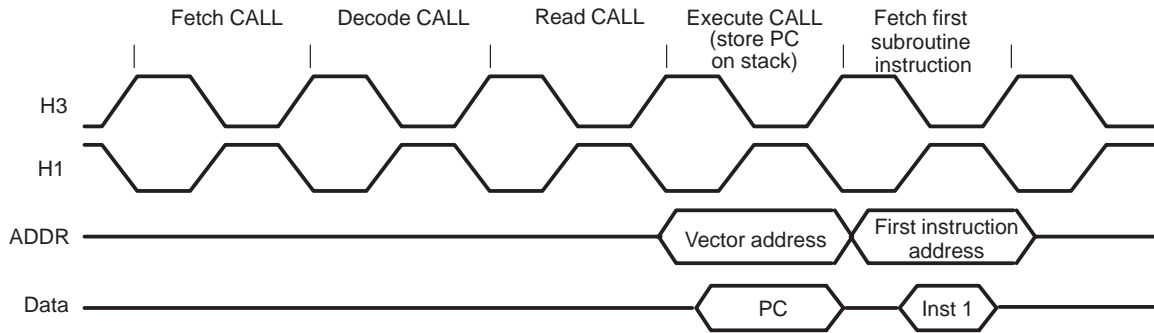 Fetch CALL
Decode CALL
Read CALL
Execute CALL
(store PC
on stack)
Fetch first
subroutine
instruction
H3
H1
ADDR
Vector address
First instruction
address
Data
PC
Inst 1